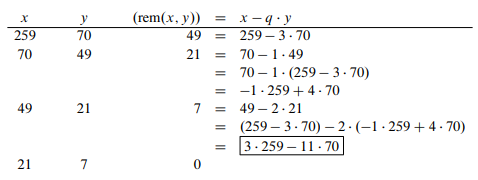 x y (rem(x, y)) = x − q · y
259 70 49 = 259 − 3 · 70
70 49 21 = 70 − 1 · 49
= 70 − 1 · (259 − 3 · 70)
= −1 · 259 + 4 · 70
49 21 7 = 49 − 2 · 21
= (259 − 3 · 70) − 2 · (−1 · 259 + 4 · 70)
= 3 · 259 − 11 · 70
21 7 0